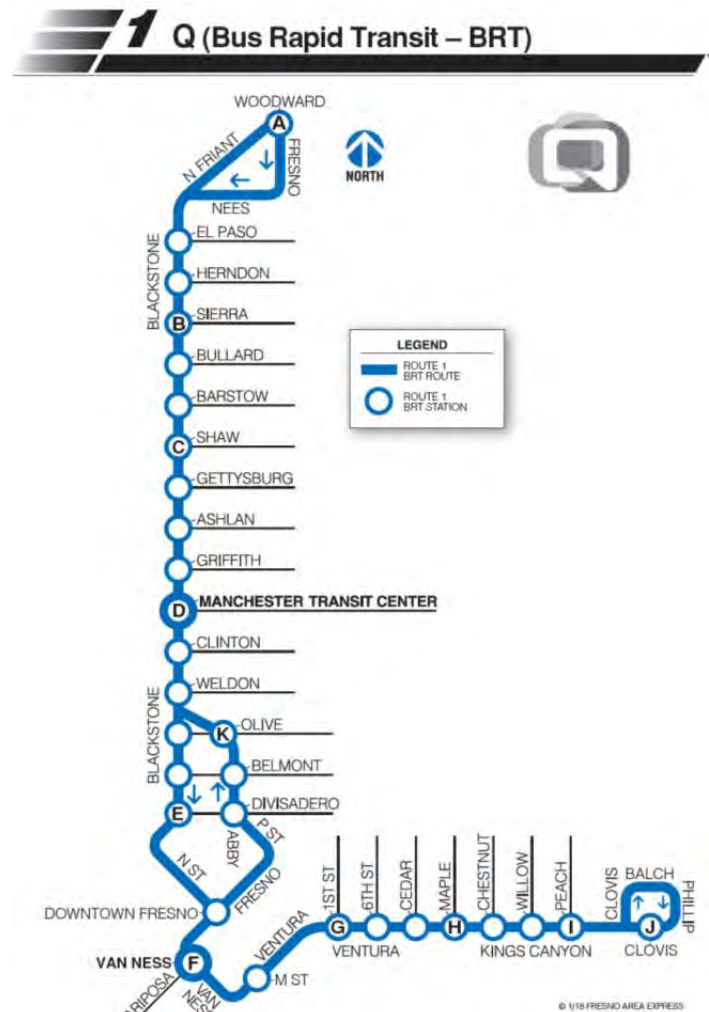 1 Q (Bus Rapid Transit – BRT)
WOODWARD
A
N FRIANT
FRESNO
NORTH
NEES
EL PASO
HERNDON
BLACKSTONE
B SIERRA
BULLARD
BARSTOW
C SHAW
GETTYSBURG
ASHLAN
GRIFFITH
D MANCHESTER TRANSIT CENTER
CLINTON
WELDON
BLACKSTONE
K OLIVE
BELMONT
E DIVISADERO
ABBY
P ST
N ST
FRESNO
DOWNTOWN FRESNO
VAN NESS F
VAN NESS
M ST
VENTURA
LEGEND
ROUTE 1
BRT ROUTE
ROUTE 1
BRT STATION
1ST ST
6TH ST
CEDAR
MAPLE
CHESTNUT
WILLOW
PEACH
G
H
I
J
VENTURA
KINGS CANYON
CLOVIS
BALCH
PHILLIP
CLOVIS
© 1/18 FRESNO AREA EXPRESS